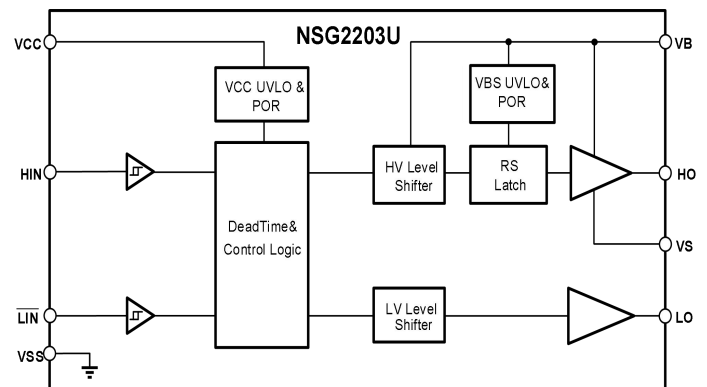 NSG2203U
VCC
VB
VCC UVLO &
POR
VBS UVLO&
POR
HIN
HV Level
Shifter
RS
Latch
HO
DeadTime&
Control Logic
VS
LIN
LV Level
Shifter
LO
VSS